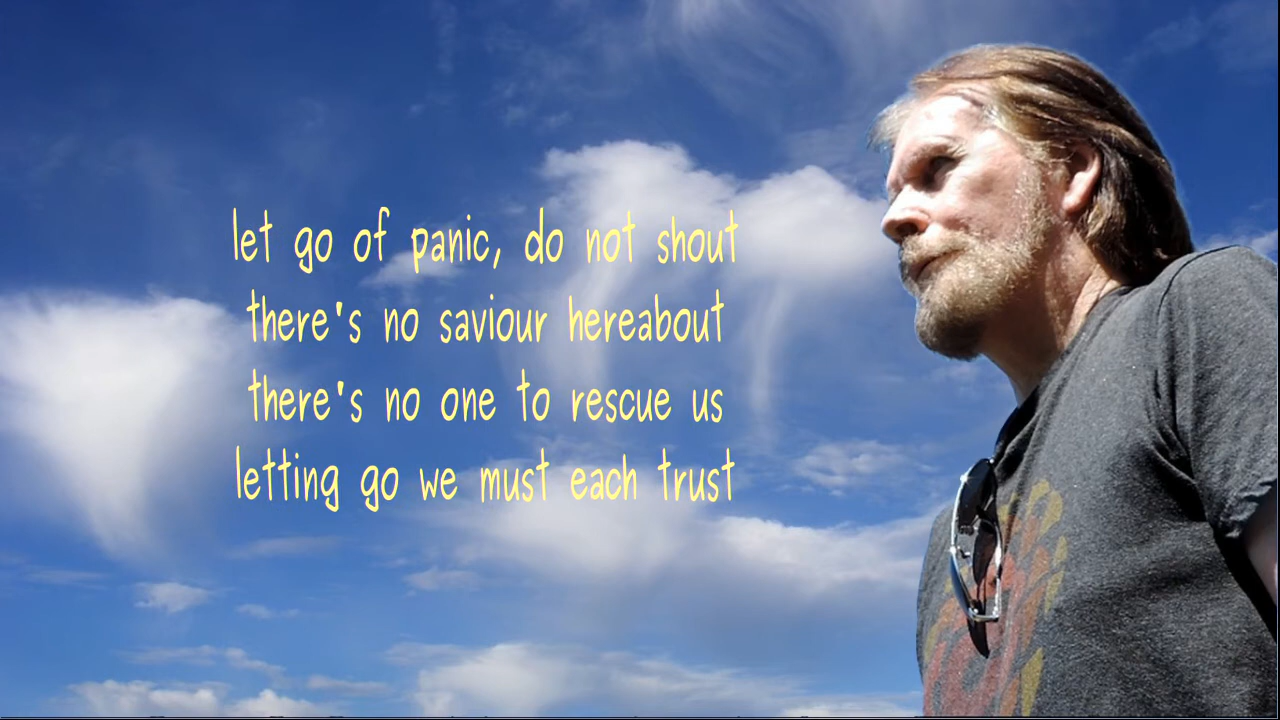 let go of panic, do not shout
there's no saviour hereabout
there's no one to rescue us
letting go we must each trust